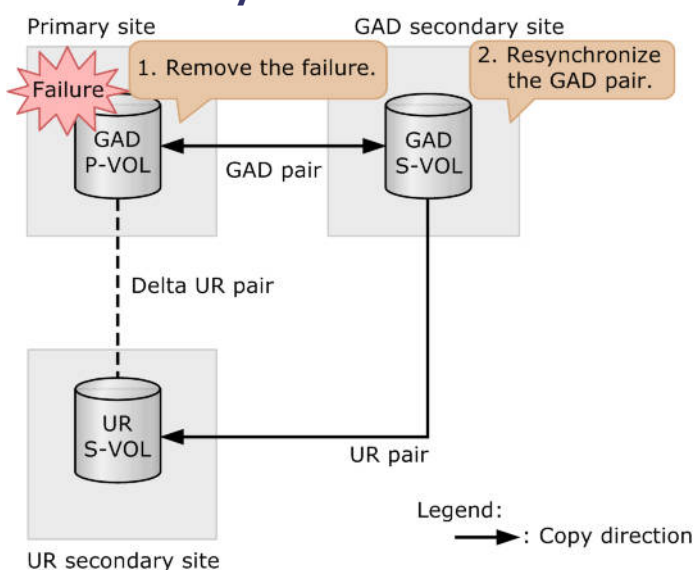 Primary site
GAD secondary site
Failure
1. Remove the failure.
2. Resynchronize
the GAD pair.
GAD
P-VOL
GAD pair
GAD
S-VOL
Delta UR pair
UR
S-VOL
UR pair
Legend:
: Copy direction
UR secondary site